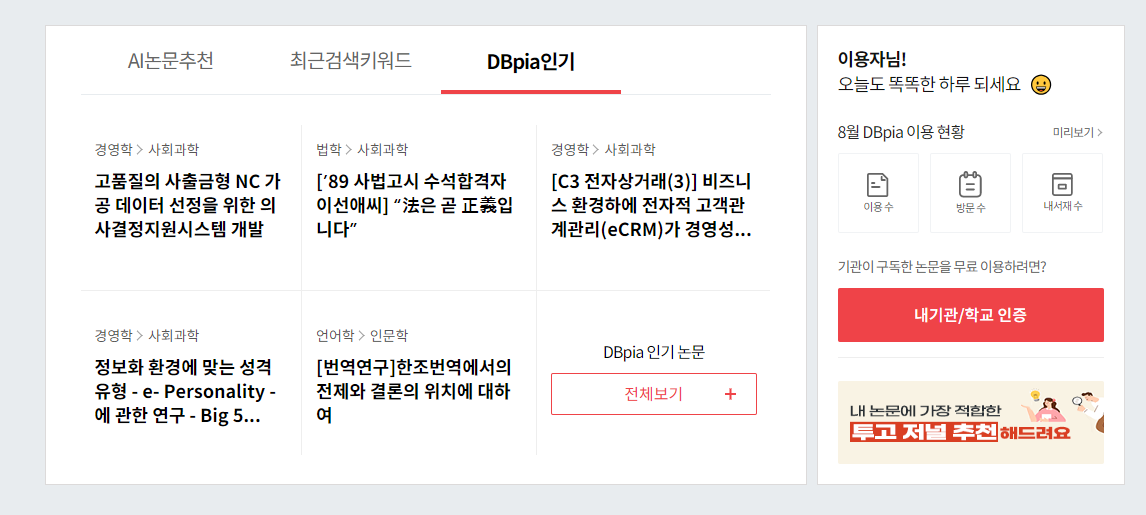 AI논문추천
최근검색키워드
DBpia인기
경영학 > 사회과학
고품질의 사출금형 NC 가
공 데이터 선정을 위한 의
사결정지원시스템 개발
법학 > 사회과학
['89 사법고시 수석합격자
이선애씨] “法은 곧 正義입
니다”
경영학 > 사회과학
[C3 전자상거래(3)] 비즈니
스 환경하에 전자적 고객관
계관리(eCRM)가 경영성...
경영학 > 사회과학
정보화 환경에 맞는 성격
유형 - e- Personality -
에 관한 연구 - Big 5...
언어학 > 인문학
[번역연구]한조번역에서의
전제와 결론의 위치에 대하
여
DBpia 인기 논문
전체보기 +
이용자님!
오늘도 똑똑한 하루 되세요
8월 DBpia 이용 현황
미리보기 >
이용 수
방문 수
내서재 수
기관이 구독한 논문을 무료 이용하려면?
내기관/학교 인증
내 논문에 가장 적합한
투고 저널 추천 해드려요